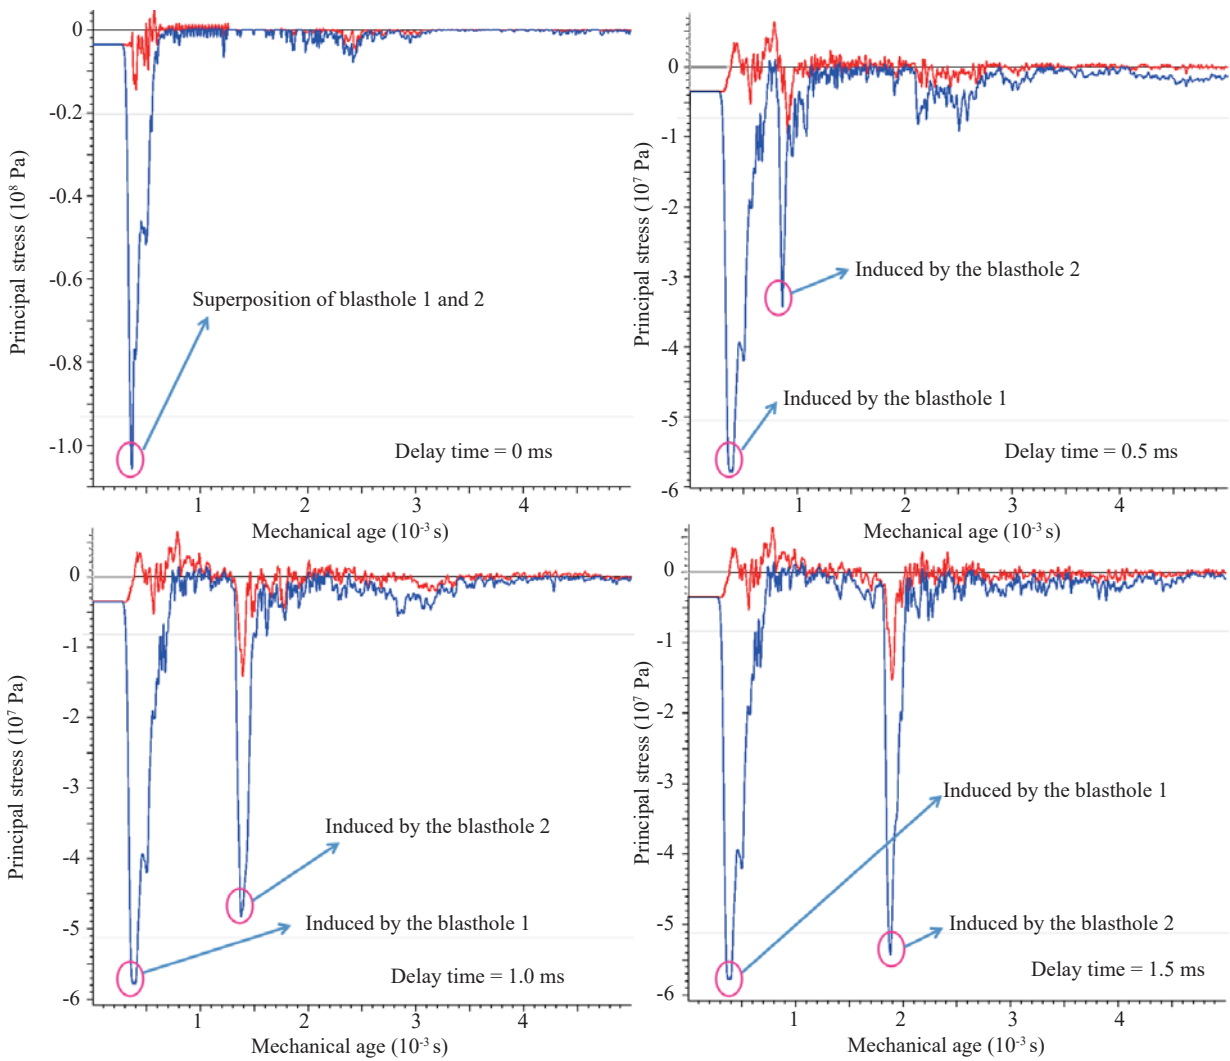 0
-0.2
-0.4
-0.6
-0.8
-1.0
Principal stress (10⁸ Pa)
Superposition of blasthole 1 and 2
Delay time = 0 ms
1 2 3 4
Mechanical age (10⁻³ s)
0
-1
-2
-3
-4
-5
-6
Principal stress (10⁷ Pa)
Induced by the blasthole 2
Induced by the blasthole 1
Delay time = 0.5 ms
1 2 3 4
Mechanical age (10⁻³ s)
0
-1
-2
-3
-4
-5
-6
Principal stress (10⁷ Pa)
Induced by the blasthole 2
Induced by the blasthole 1
Delay time = 1.0 ms
1 2 3 4
Mechanical age (10⁻³ s)
0
-1
-2
-3
-4
-5
-6
Principal stress (10⁷ Pa)
Induced by the blasthole 1
Induced by the blasthole 2
Delay time = 1.5 ms
1 2 3 4
Mechanical age (10⁻³ s)